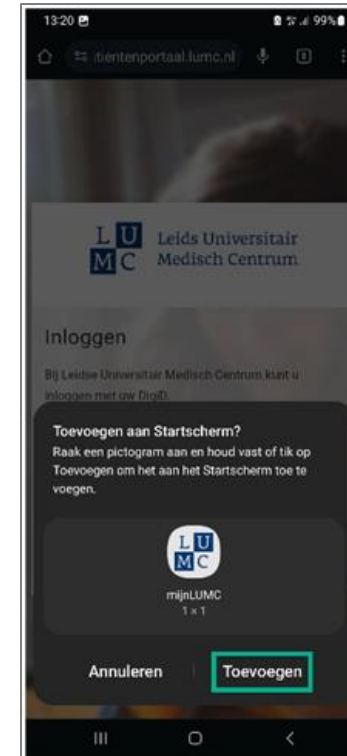 13:20
99%
tientenportaal.lumc.nl
L U Leids Universitair
M C Medisch Centrum
Inloggen
Bij Leidse Universitair Medisch Centrum kunt u
inloggen met uw DigiD.
Toevoegen aan Startscherm?
Raak een pictogram aan en houd vast of tik op
Toevoegen om het aan het Startscherm toe te
voegen.
L U
M C
mijnLUMC
1 × 1
Annuleren
Toevoegen